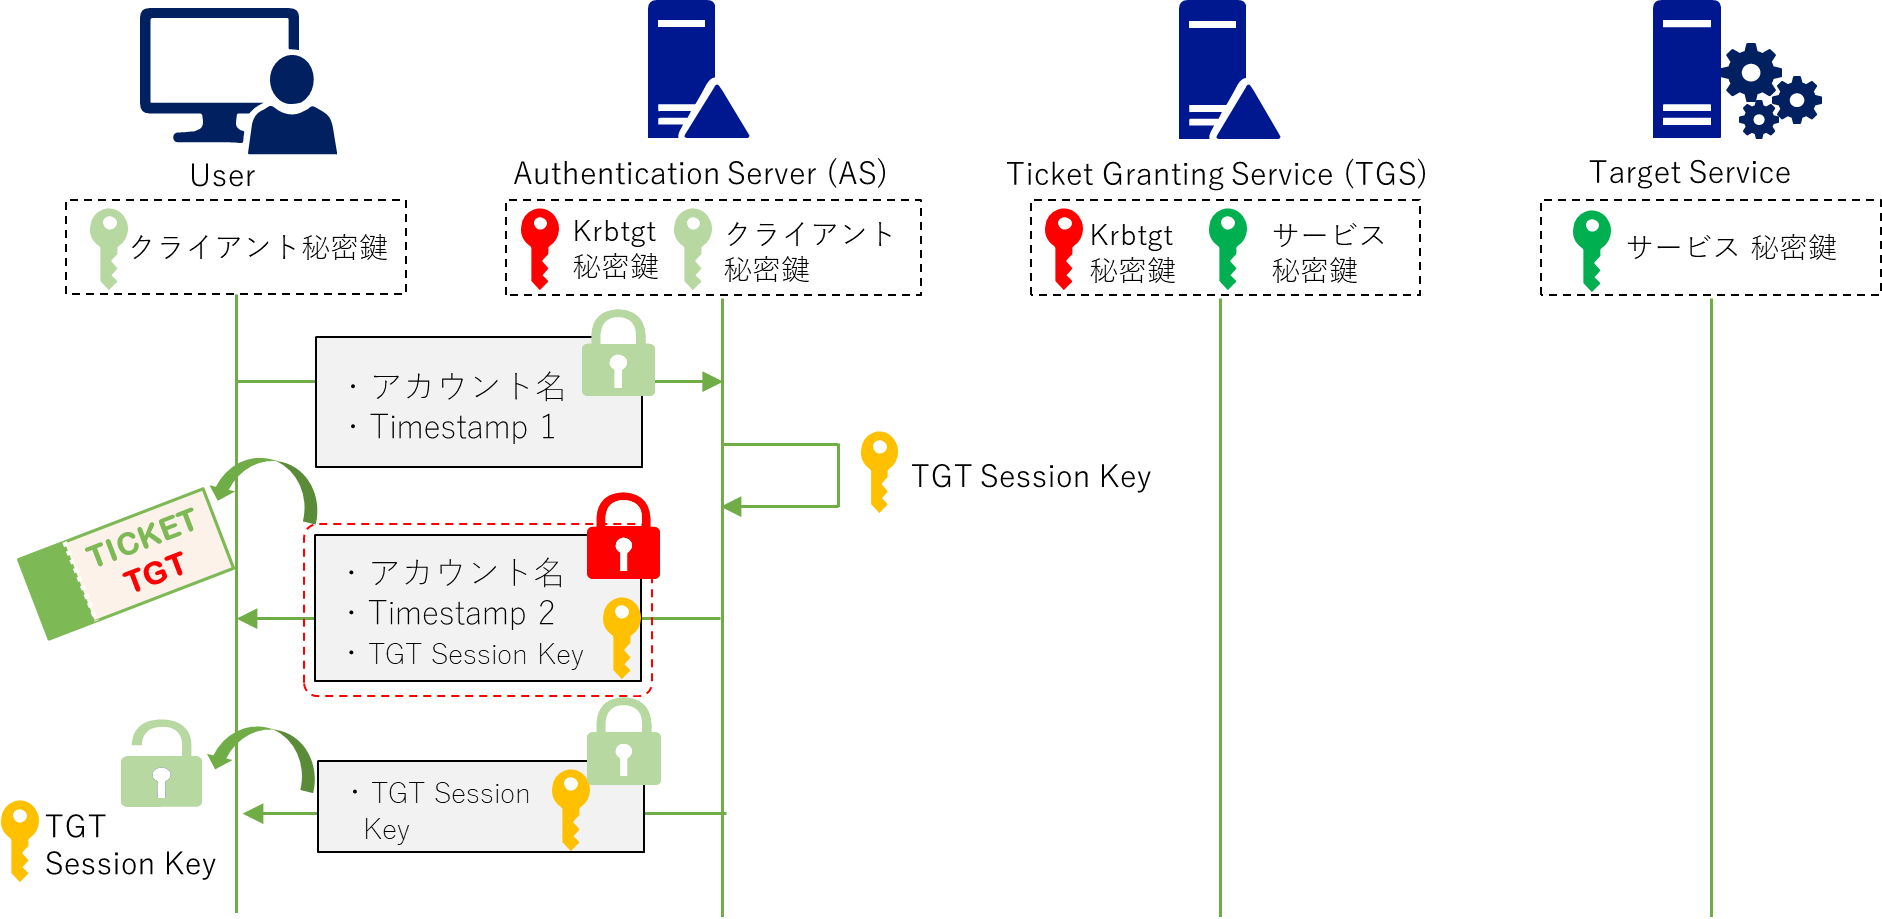 User
Authentication Server (AS)
Ticket Granting Service (TGS)
Target Service
クライアント秘密鍵
Krbtgt
秘密鍵
クライアント
秘密鍵
Krbtgt
秘密鍵
サービス
秘密鍵
サービス 秘密鍵
・アカウント名
・Timestamp 1
TGT Session Key
TICKET
TGT
・アカウント名
・Timestamp 2
・TGT Session Key
・TGT Session
Key
TGT
Session Key